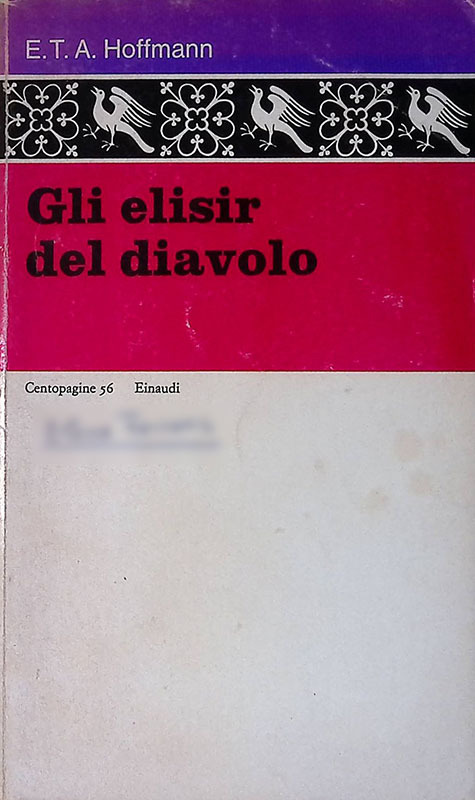 E. T. A. Hoffmann
Gli elisir
del diavolo
Centopagine 56 Einaudi